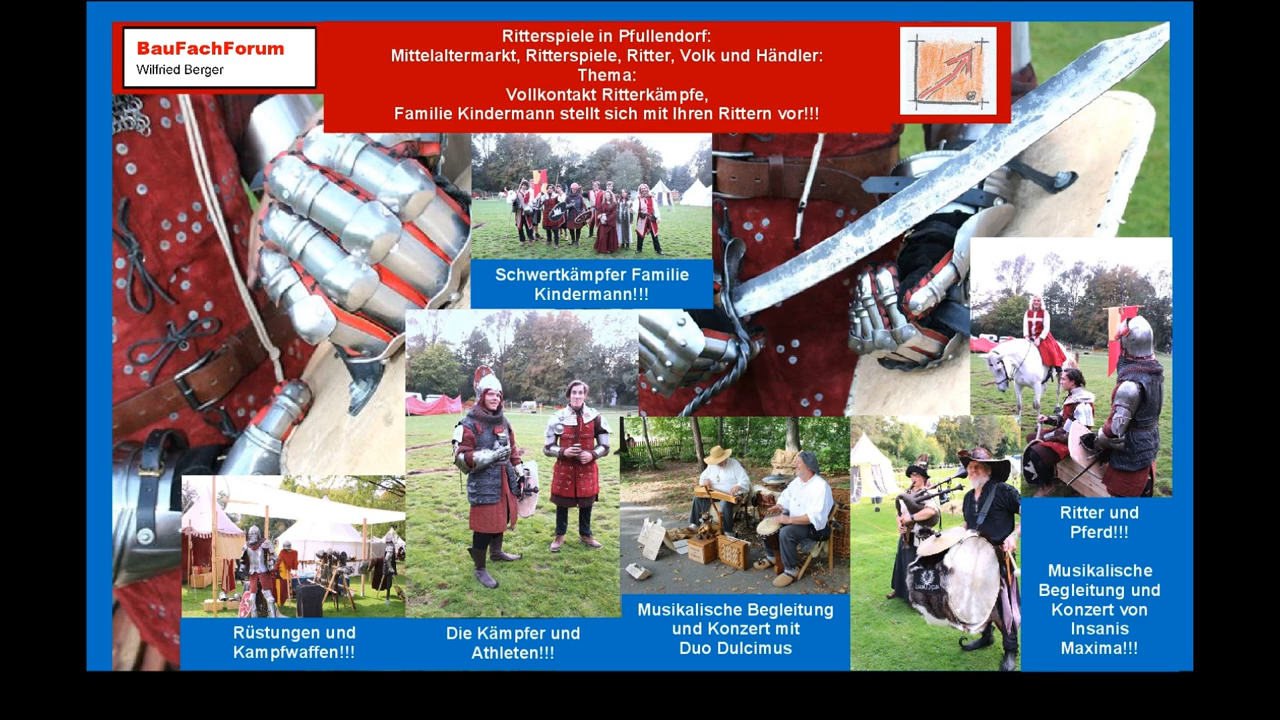 BauFachForum
Wilfried Berger
Ritterspiele in Pfullendorf:
Mittelaltermarkt, Ritterspiele, Ritter, Volk und Händler:
Thema:
Vollkontakt Ritterkämpfe,
Familie Kindermann stellt sich mit Ihren Rittern vor!!!
Schwertkämpfer Familie
Kindermann!!!
Rüstungen und
Kampfwaffen!!!
Die Kämpfer und
Athleten!!!
Musikalische Begleitung
und Konzert mit
Duo Dulcimus
Ritter und
Pferd!!!
Musikalische
Begleitung und
Konzert von
Insanis
Maxima!!!